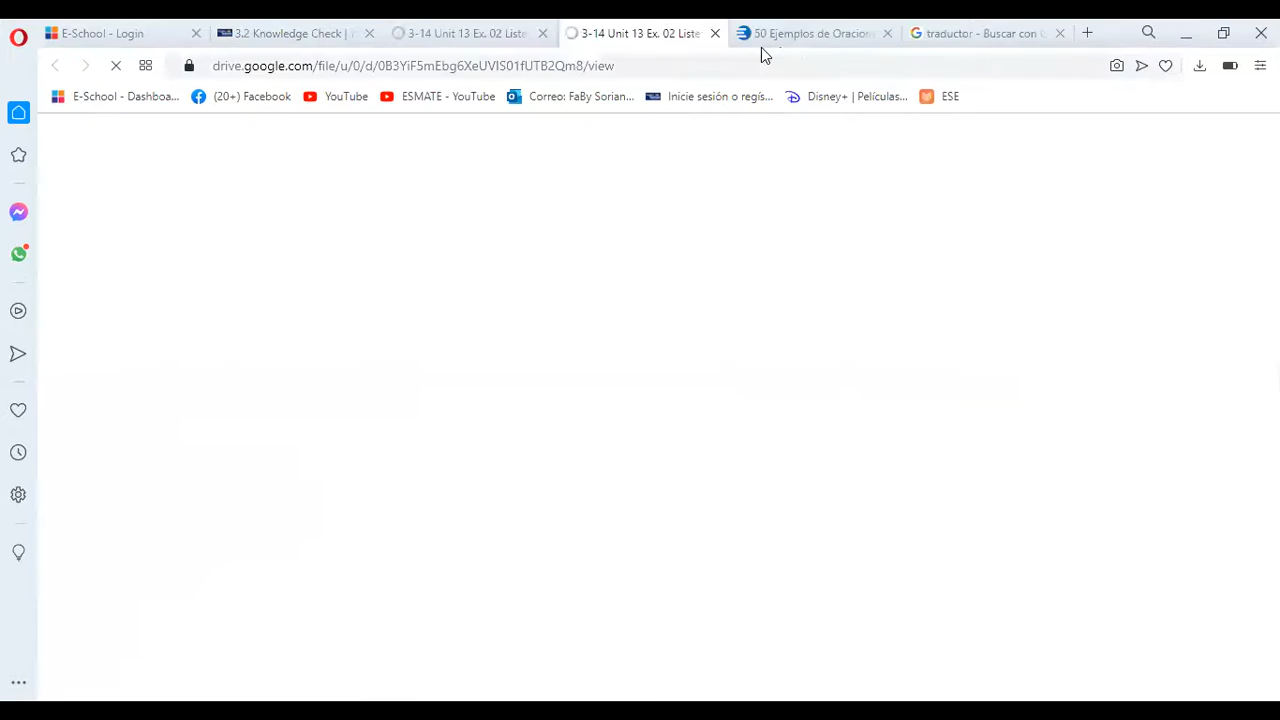 E-School - Login
3.2 Knowledge Check |
3-14 Unit 13 Ex. 02 Liste
3-14 Unit 13 Ex. 02 Liste
50 Ejemplos de Oracion
traductor - Buscar con
drive.google.com/file/u/0/d/0B3YiF5mEbg6XeUVlS01fUTB2Qm8/view
E-School - Dashboa...
(20+) Facebook
YouTube
ESMATE - YouTube
Correo: FaBy Sorian...
Inicie sesión o regís...
Disney+ | Películas...
ESE